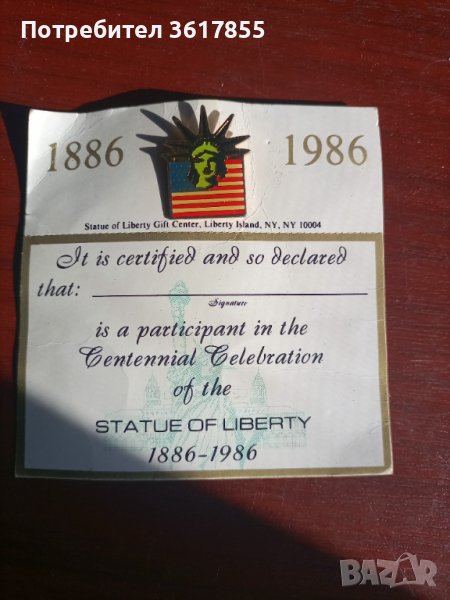 Потребител 3617855
1886 1986
Statue of Liberty Gift Center, Liberty Island, NY, NY 10004
It is certified and so declared
that:
Signature
is a participant in the
Centennial Celebration
of the
STATUE OF LIBERTY
1886-1986
BAZAR